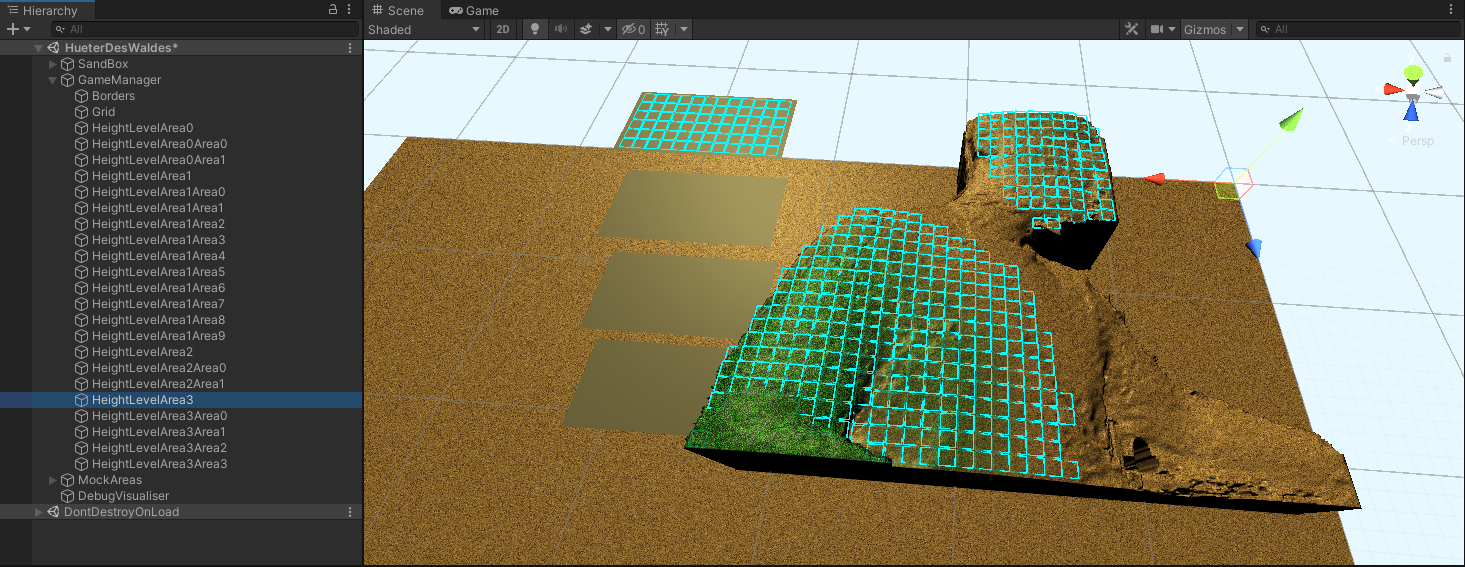 Hierarchy
All
HueterDesWaldes*
SandBox
GameManager
Borders
Grid
HeightLevelArea0
HeightLevelArea0Area0
HeightLevelArea0Area1
HeightLevelArea1
HeightLevelArea1Area0
HeightLevelArea1Area1
HeightLevelArea1Area2
HeightLevelArea1Area3
HeightLevelArea1Area4
HeightLevelArea1Area5
HeightLevelArea1Area6
HeightLevelArea1Area7
HeightLevelArea1Area8
HeightLevelArea1Area9
HeightLevelArea2
HeightLevelArea2Area0
HeightLevelArea2Area1
HeightLevelArea3
HeightLevelArea3Area0
HeightLevelArea3Area1
HeightLevelArea3Area2
HeightLevelArea3Area3
MockAreas
DebugVisualiser
DontDestroyOnLoad
Scene Game
Shaded 2D 0 Gizmos All
Persp